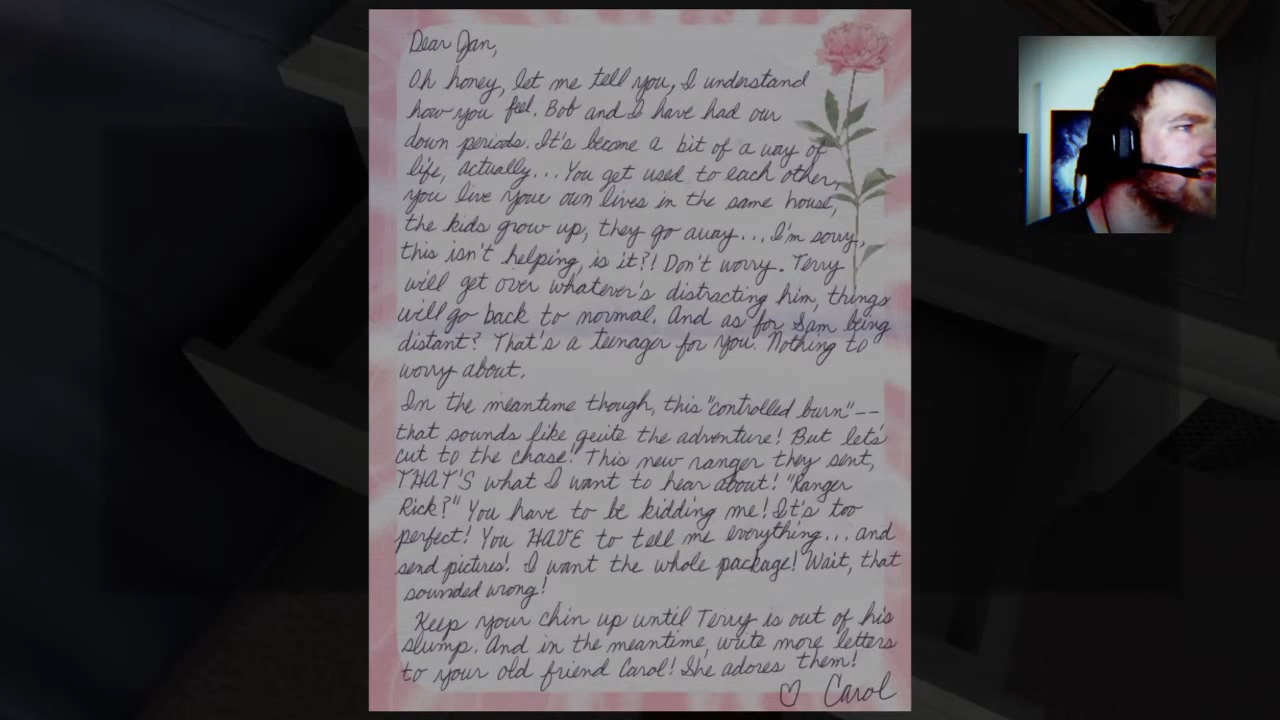 Dear Jan,
Oh honey, let me tell you, I understand
how you feel. Bob and I have had our
down periods. It's become a bit of a way of
life, actually... You get used to each other,
you live your own lives in the same house,
the kids grow up, they go away... I'm sorry,
this isn't helping, is it?! Don't worry. Terry
will get over whatever's distracting him, things
will go back to normal. And as for Sam being
distant? That's a teenager for you. Nothing to
worry about.
In the meantime though, this "controlled burn"--
that sounds like quite the adventure! But let's
cut to the chase! This new ranger they sent,
THAT'S what I want to hear about! "Ranger
Rick?" You have to be kidding me! It's too
perfect! You HAVE to tell me everything... and
send pictures! I want the whole package! Wait, that
sounded wrong!
Keep your chin up until Terry is out of his
slump. And in the meantime, write more letters
to your old friend Carol! She adores them!
♡ Carol